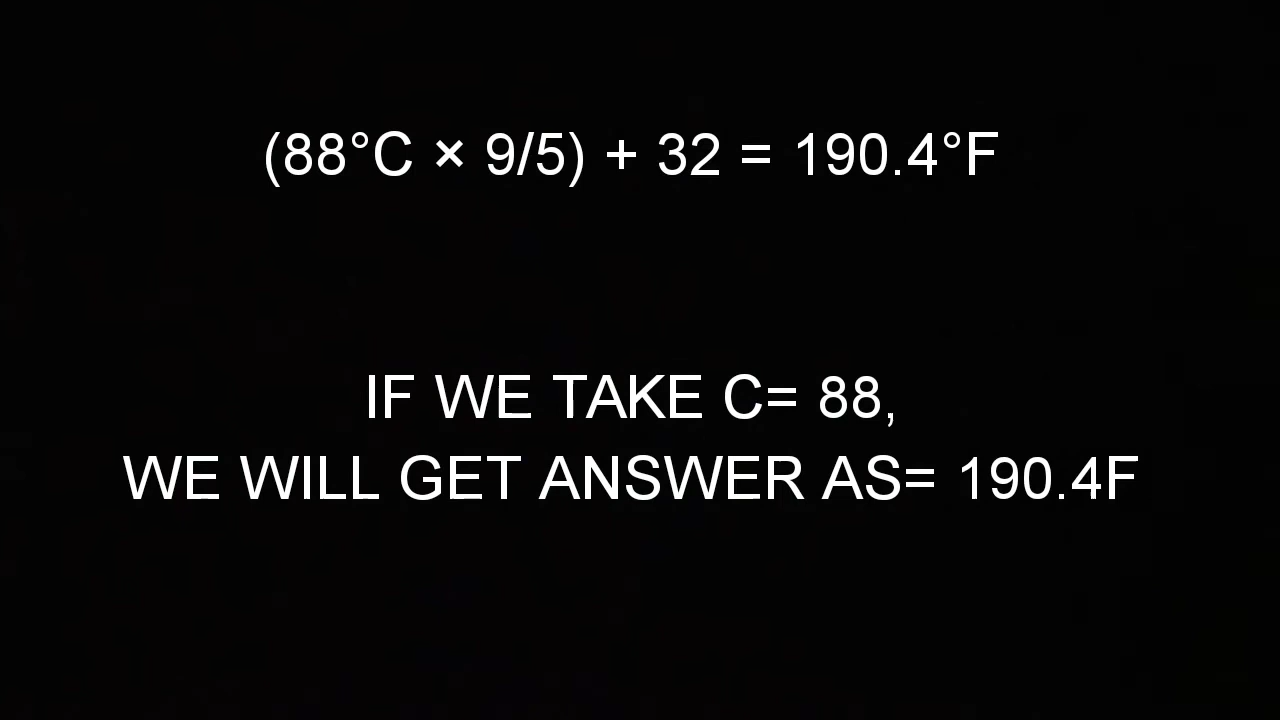 (88°C × 9/5) + 32 = 190.4°F
IF WE TAKE C= 88,
WE WILL GET ANSWER AS= 190.4F